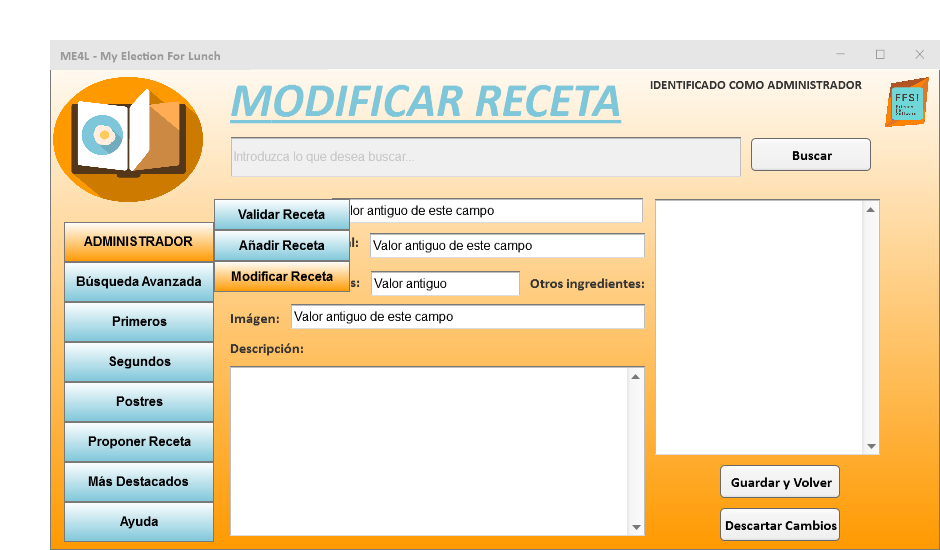 ME4L - My Election For Lunch
MODIFICAR RECETA
IDENTIFICADO COMO ADMINISTRADOR
FFSI
Introduzca lo que desea buscar...
Buscar
Validar Receta
lor antiguo de este campo
ADMINISTRADOR
Añadir Receta
l:
Valor antiguo de este campo
Búsqueda Avanzada
Modificar Receta
s:
Valor antiguo
Otros ingredientes:
Primeros
Imágen:
Valor antiguo de este campo
Descripción:
Segundos
Postres
Proponer Receta
Más Destacados
Ayuda
Guardar y Volver
Descartar Cambios